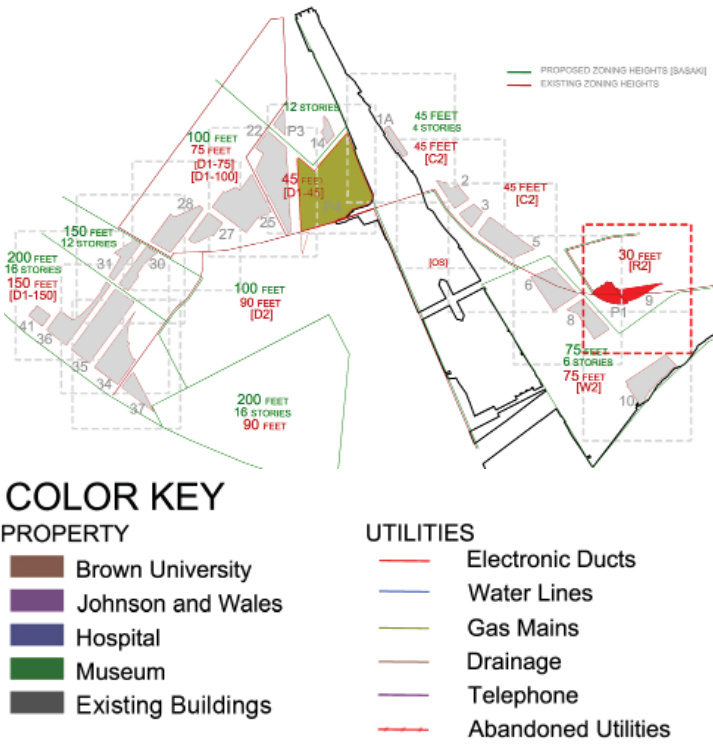 PROPOSED ZONING HEIGHTS [SASAKI]
EXISTING ZONING HEIGHTS
12 STORIES
22
P3
14
1A
45 FEET
4 STORIES
45 FEET
[C2]
100 FEET
75 FEET
[D1-75]
[D1-100]
45 FEET
[D1-45]
P4
2
3
45 FEET
[C2]
28
27
25
5
150 FEET
12 STORIES
31
30
200 FEET
16 STORIES
150 FEET
[D1-150]
[OS]
30 FEET
[R2]
6
P1
9
8
100 FEET
90 FEET
[D2]
41
36
35
34
37
75 FEET
6 STORIES
75 FEET
[W2]
10
200 FEET
16 STORIES
90 FEET
COLOR KEY
PROPERTY
Brown University
Johnson and Wales
Hospital
Museum
Existing Buildings
UTILITIES
Electronic Ducts
Water Lines
Gas Mains
Drainage
Telephone
Abandoned Utilities